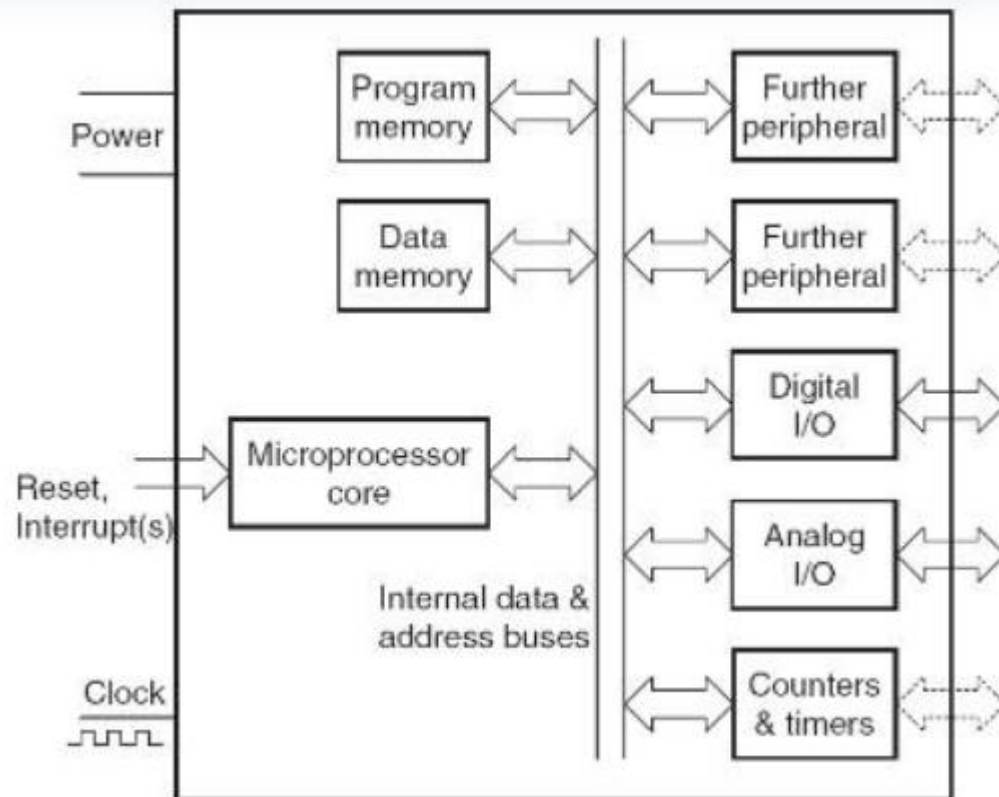 Power
Reset,
Interrupt(s)
Clock
Program
memory
Data
memory
Microprocessor
core
Internal data &
address buses
Further
peripheral
Further
peripheral
Digital
I/O
Analog
I/O
Counters
& timers